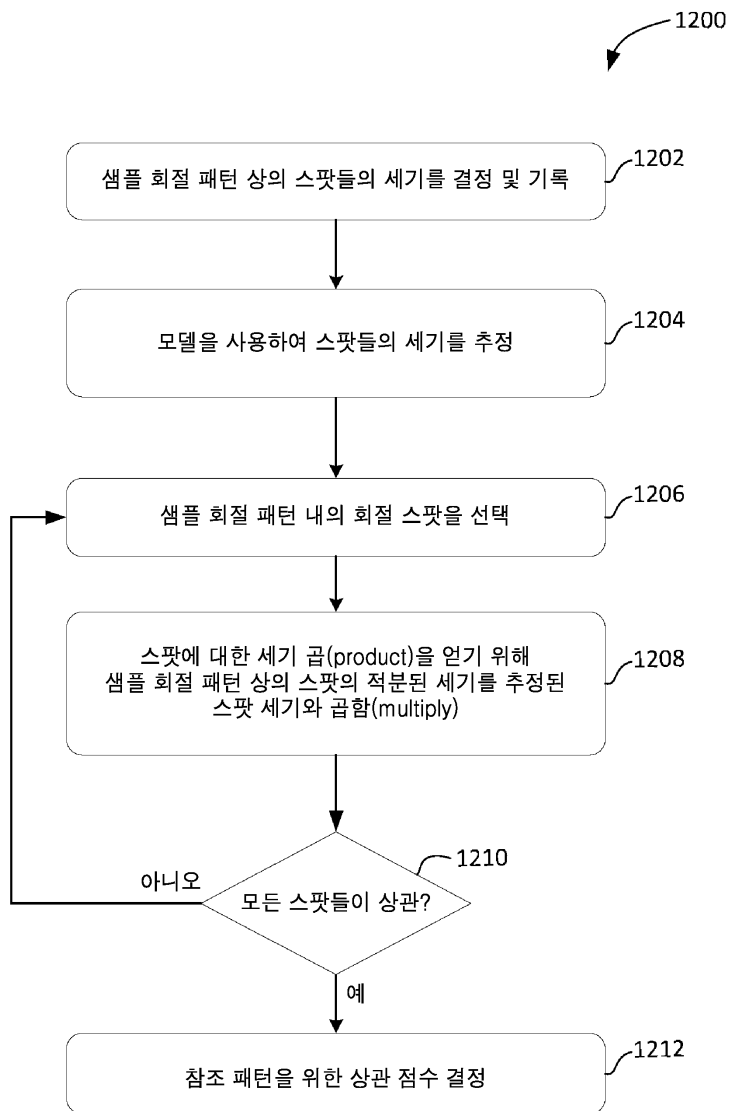 1200
샘플 회절 패턴 상의 스팟들의 세기를 결정 및 기록
1202
모델을 사용하여 스팟들의 세기를 추정
1204
샘플 회절 패턴 내의 회절 스팟을 선택
1206
스팟에 대한 세기 곱(product)을 얻기 위해
샘플 회절 패턴 상의 스팟의 적분된 세기를 추정된
스팟 세기와 곱함(multiply)
1208
1210
아니오
모든 스팟들이 상관?
예
참조 패턴을 위한 상관 점수 결정
1212